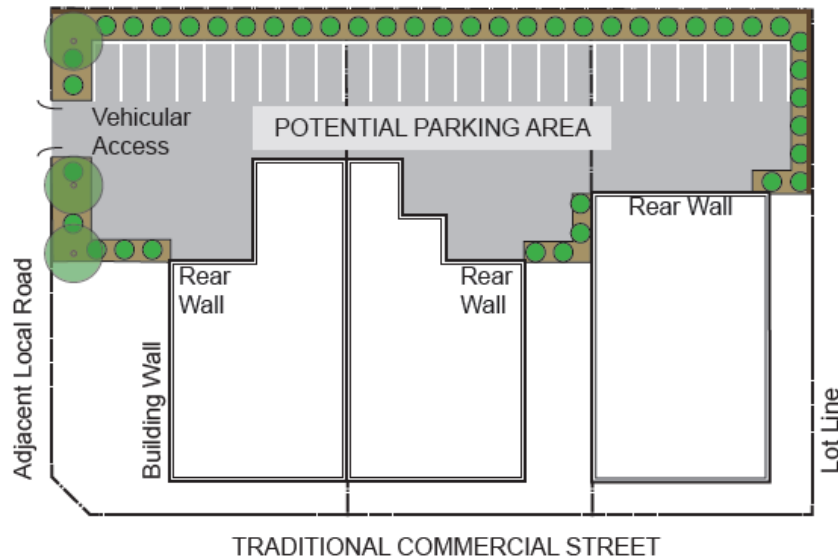 Vehicular
Access
POTENTIAL PARKING AREA
Rear Wall
Rear
Wall
Rear
Wall
Adjacent Local Road
Building Wall
Lot Line
TRADITIONAL COMMERCIAL STREET